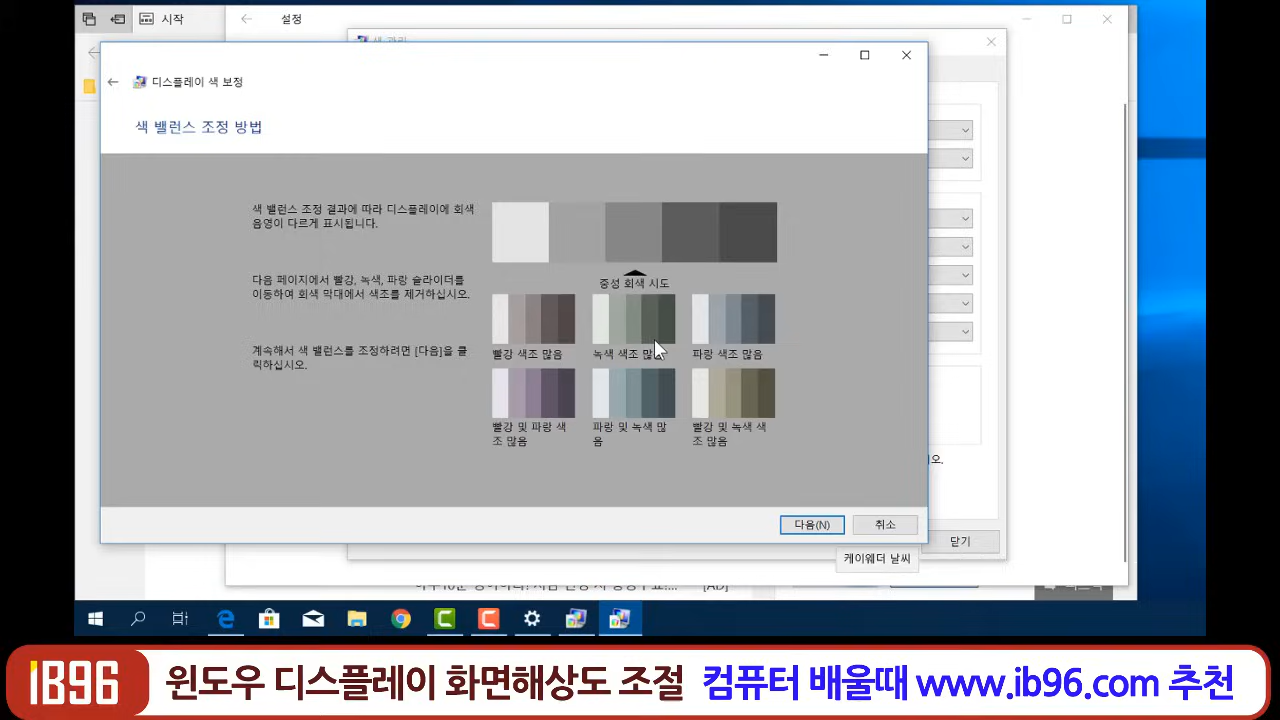 시작
설정
색 관리
디스플레이 색 보정
색 밸런스 조정 방법
색 밸런스 조정 결과에 따라 디스플레이에 회색
음영이 다르게 표시됩니다.
중성 회색 시도
다음 페이지에서 빨강, 녹색, 파랑 슬라이더를
이동하여 회색 막대에서 색조를 제거하십시오.
계속해서 색 밸런스를 조정하려면 [다음]을 클
릭하십시오.
빨강 색조 많음
녹색 색조
파랑 색조 많음
빨강 및 파랑 색
조 많음
파랑 및 녹색 많
음
빨강 및 녹색 색
조 많음
오.
다음(N)
취소
닫기
케이웨더 날씨
[AD]
IB96
윈도우 디스플레이 화면해상도 조절 컴퓨터 배울때 www.ib96.com 추천